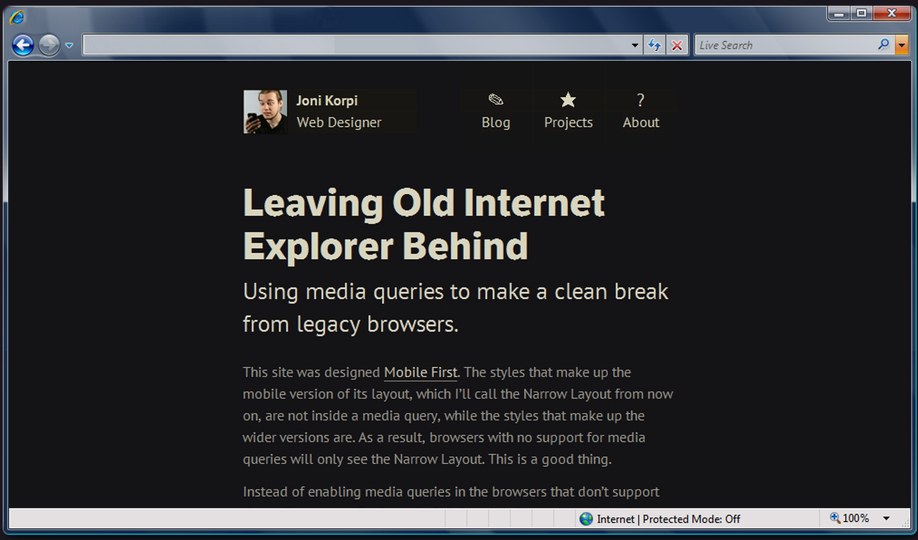 Live Search
Joni Korpi
Web Designer
Blog
Projects
?
About
Leaving Old Internet
Explorer Behind
Using media queries to make a clean break
from legacy browsers.
This site was designed Mobile First. The styles that make up the
mobile version of its layout, which I'll call the Narrow Layout from now
on, are not inside a media query, while the styles that make up the
wider versions are. As a result, browsers with no support for media
queries will only see the Narrow Layout. This is a good thing.
Instead of enabling media queries in the browsers that don't support
Internet | Protected Mode: Off
100%